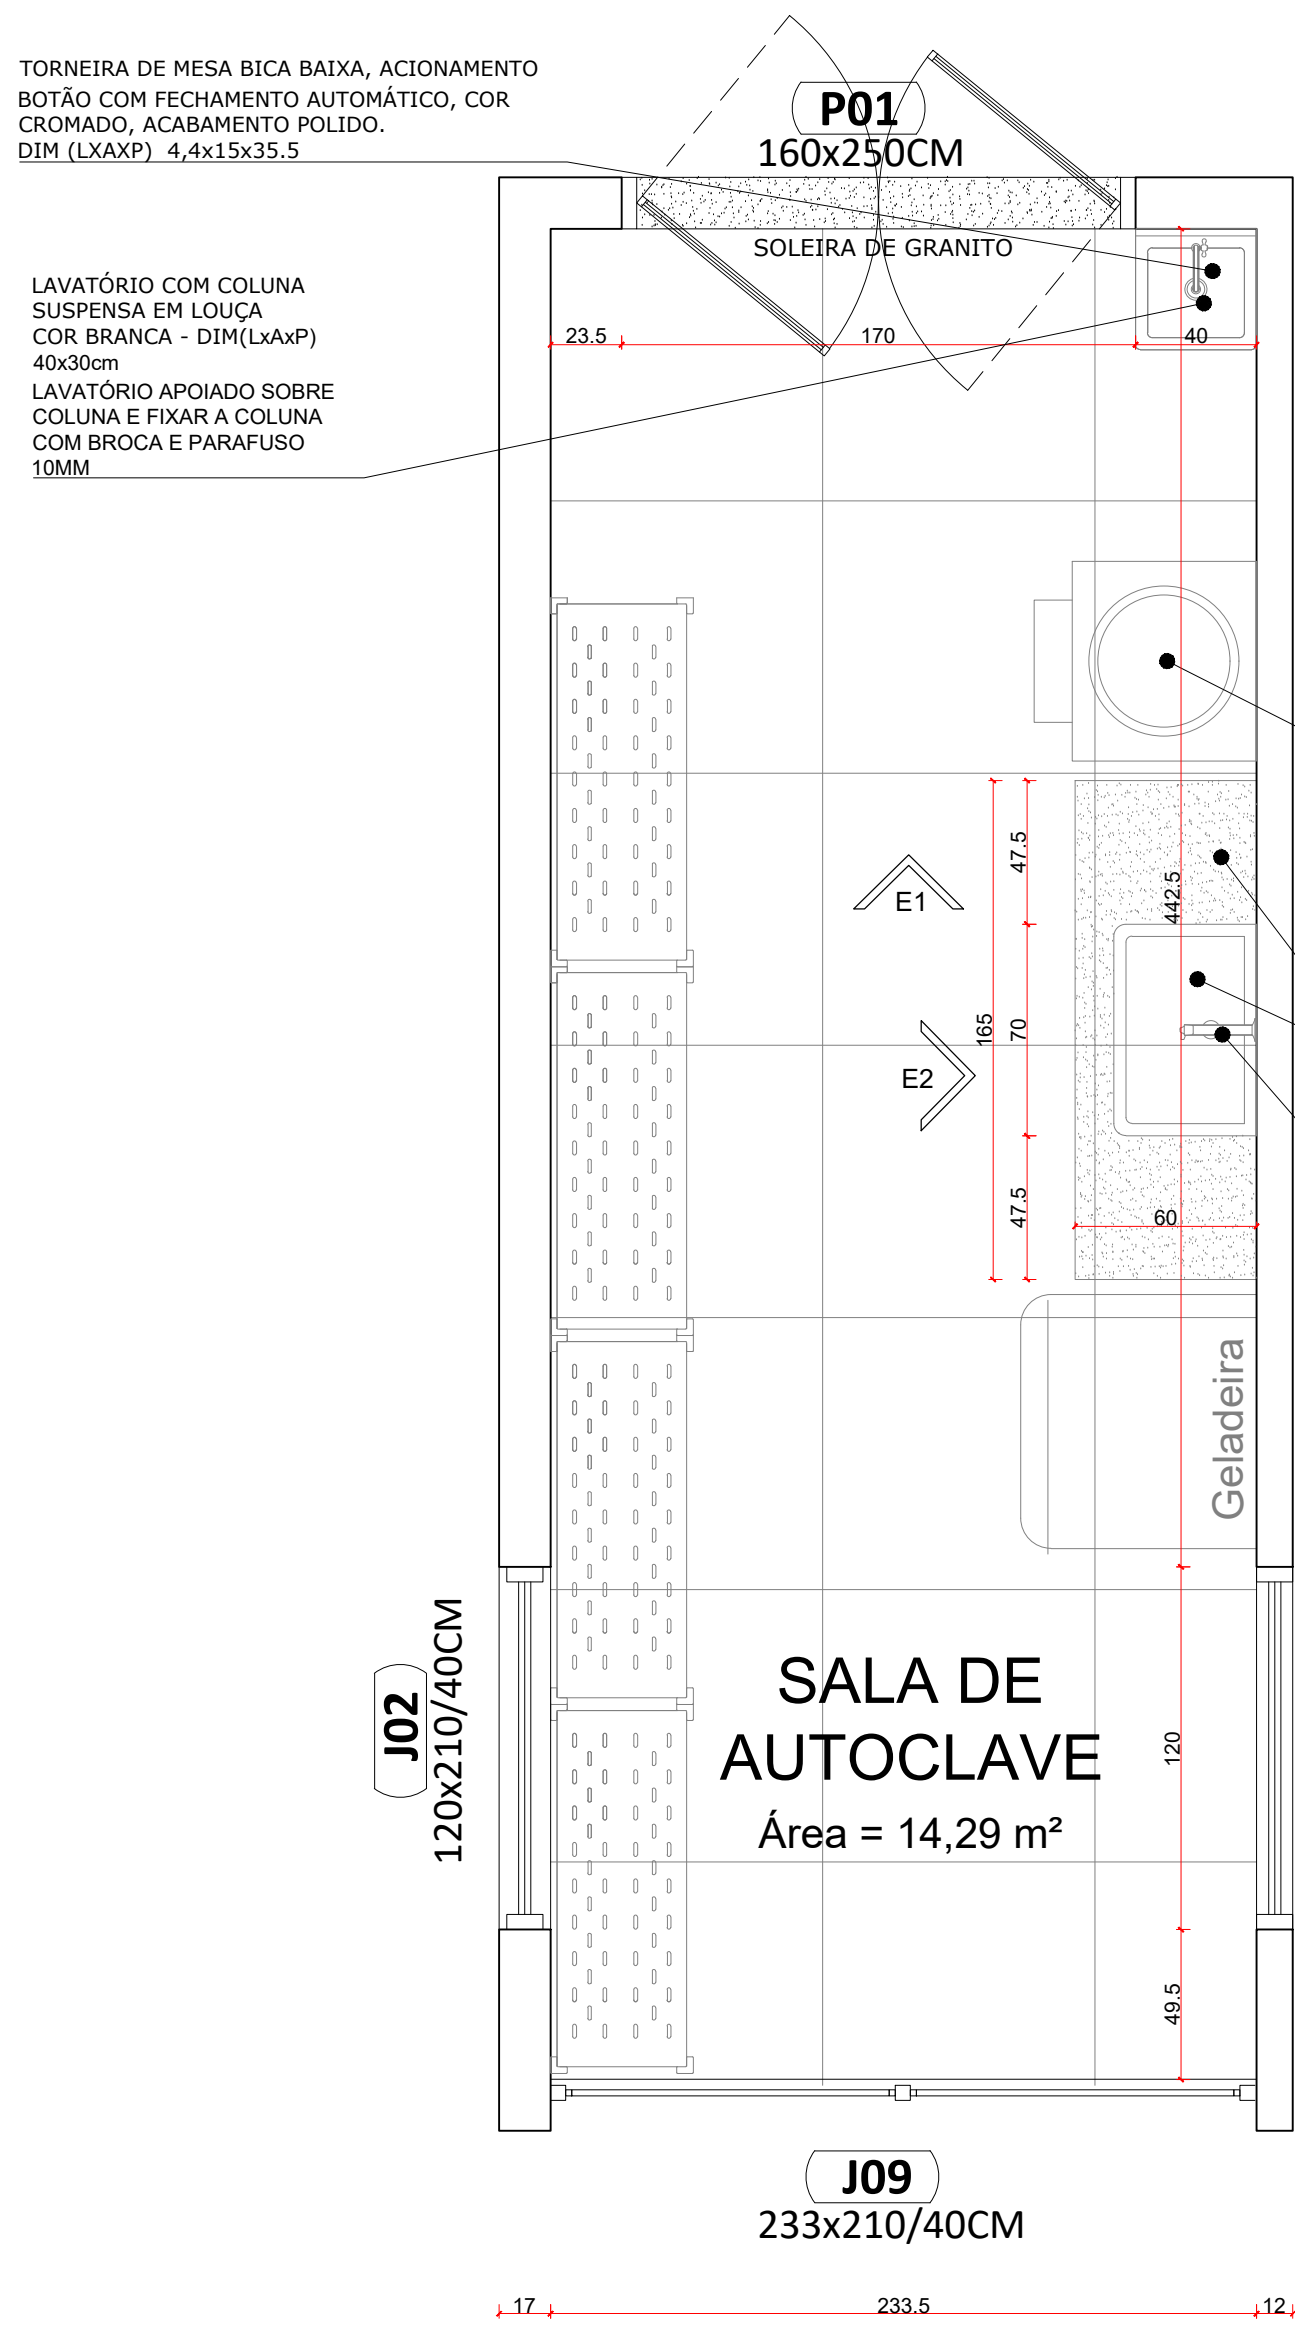 TORNEIRA DE MESA BICA BAIXA, ACIONAMENTO
BOTÃO COM FECHAMENTO AUTOMÁTICO, COR
CROMADO, ACABAMENTO POLIDO.
DIM (LXAXP) 4,4x15x35.5
P01
160x250CM
SOLEIRA DE GRANITO
LAVATÓRIO COM COLUNA
SUSPENSA EM LOUÇA
COR BRANCA - DIM(LxAxP)
40x30cm
LAVATÓRIO APOIADO SOBRE
COLUNA E FIXAR A COLUNA
COM BROCA E PARAFUSO
10MM
23.5
170
40
47.5
442.5
E1
165
70
E2
47.5
60
Geladeira
J02
120x210/40CM
SALA DE
AUTOCLAVE
Área = 14,29 m²
120
49.5
J09
233x210/40CM
17
233.5
12